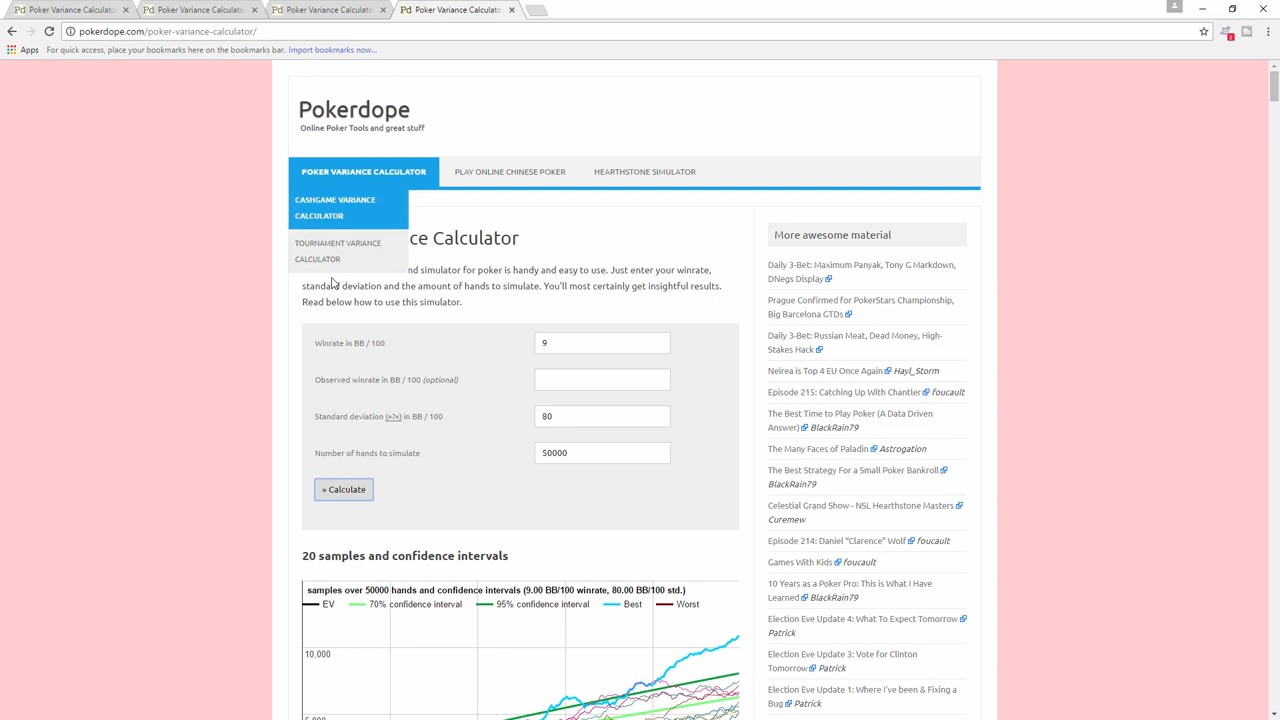 Poker Variance Calculato
Poker Variance Calculato
Poker Variance Calculato
Poker Variance Calculato
pokerdope.com/poker-variance-calculator/
Apps For quick access, place your bookmarks here on the bookmarks bar. Import bookmarks now...
Pokerdope
Online Poker Tools and great stuff
POKER VARIANCE CALCULATOR PLAY ONLINE CHINESE POKER HEARTHSTONE SIMULATOR
CASHGAME VARIANCE
CALCULATOR
TOURNAMENT VARIANCE
CALCULATOR
ce Calculator
nd simulator for poker is handy and easy to use. Just enter your winrate,
standard deviation and the amount of hands to simulate. You'll most certainly get insightful results.
Read below how to use this simulator.
Winrate in BB / 100 9
Observed winrate in BB / 100 (optional)
Standard deviation (»?«) in BB / 100 80
Number of hands to simulate 50000
» Calculate
20 samples and confidence intervals
samples over 50000 hands and confidence intervals (9.00 BB/100 winrate, 80.00 BB/100 std.)
EV 70% confidence interval 95% confidence interval Best Worst
10,000
5,000
More awesome material
Daily 3-Bet: Maximum Panyak, Tony G Markdown,
DNegs Display
Prague Confirmed for PokerStars Championship,
Big Barcelona GTDs
Daily 3-Bet: Russian Meat, Dead Money, High-
Stakes Hack
Neirea is Top 4 EU Once Again Hayl_Storm
Episode 215: Catching Up With Chantler foucault
The Best Time to Play Poker (A Data Driven
Answer) BlackRain79
The Many Faces of Paladin Astrogation
The Best Strategy For a Small Poker Bankroll
BlackRain79
Celestial Grand Show - NSL Hearthstone Masters
Curemew
Episode 214: Daniel "Clarence" Wolf foucault
Games With Kids foucault
10 Years as a Poker Pro: This is What I Have
Learned BlackRain79
Election Eve Update 4: What To Expect Tomorrow
Patrick
Election Eve Update 3: Vote for Clinton
Tomorrow Patrick
Election Eve Update 1: Where I've been & Fixing a
Bug Patrick